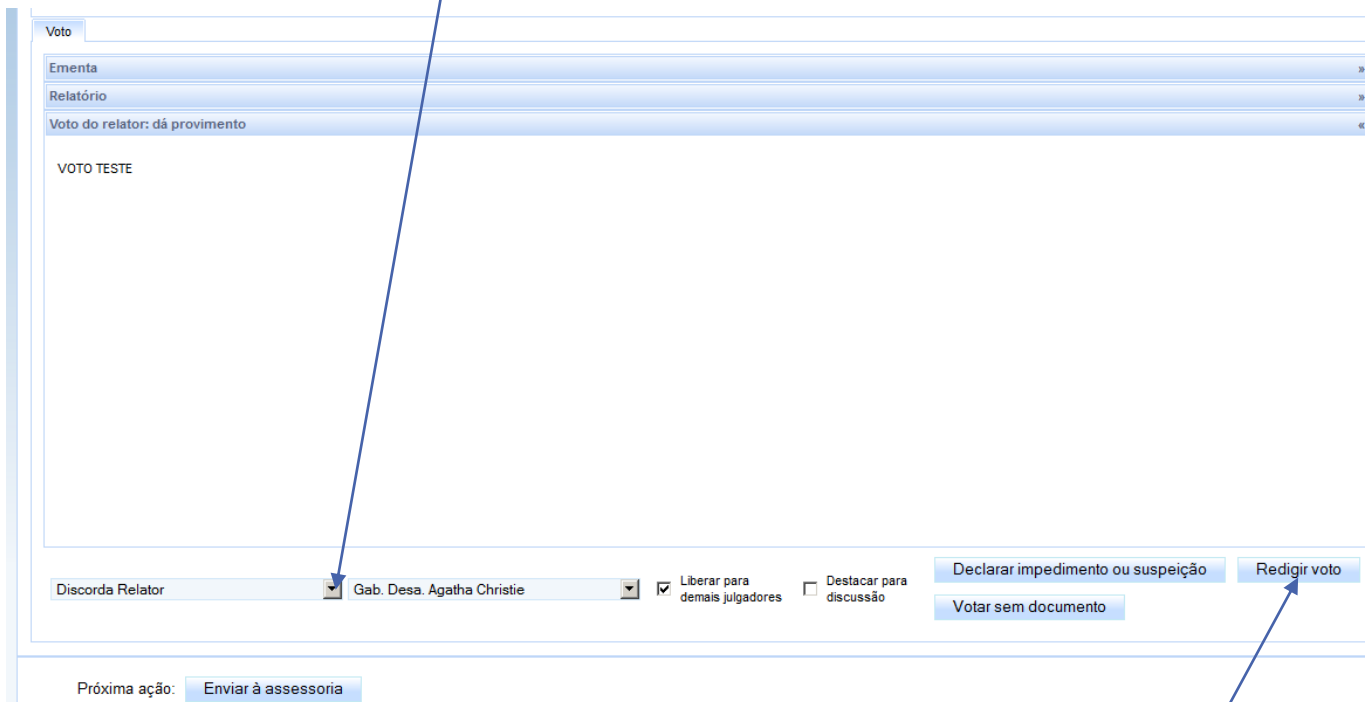 Voto
Ementa
Relatório
Voto do relator: dá provimento
VOTO TESTE
Discorda Relator
Gab. Desa. Agatha Christie
Liberar para
demais julgadores
Destacar para
discussão
Declarar impedimento ou suspeição
Redigir voto
Votar sem documento
Próxima ação:
Enviar à assessoria